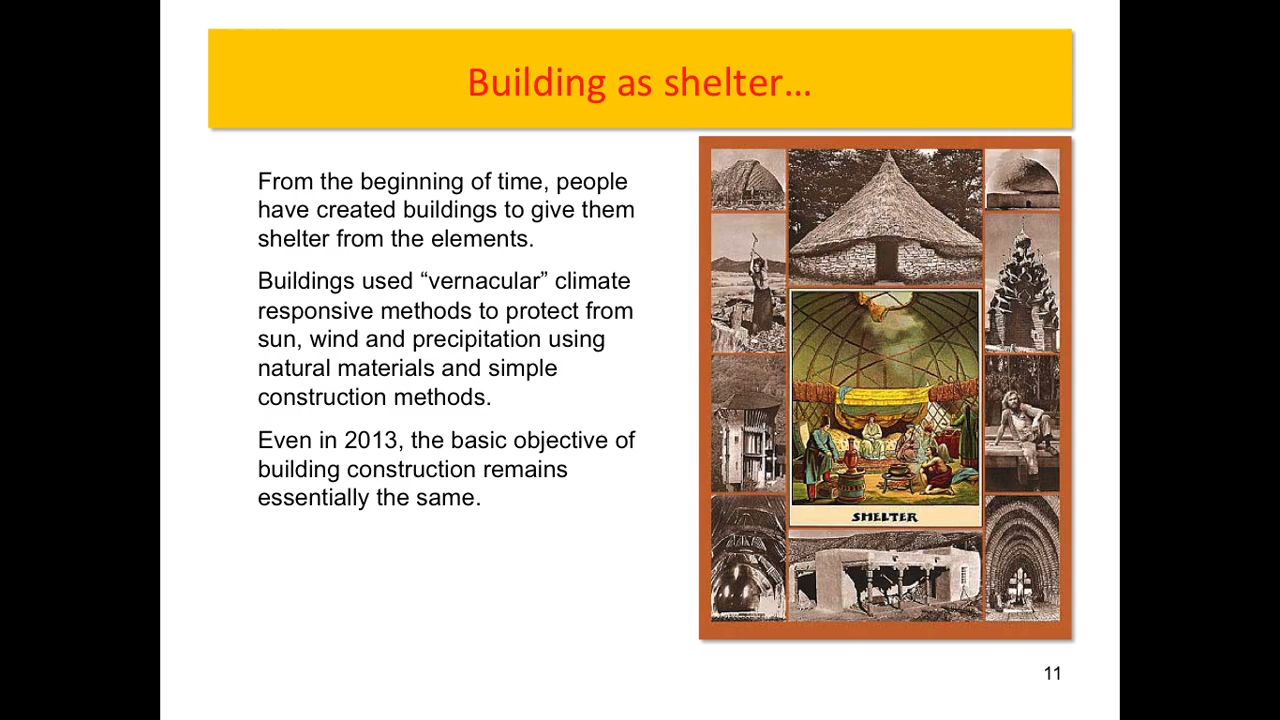 Building as shelter…
From the beginning of time, people
have created buildings to give them
shelter from the elements.
Buildings used “vernacular” climate
responsive methods to protect from
sun, wind and precipitation using
natural materials and simple
construction methods.
Even in 2013, the basic objective of
building construction remains
essentially the same.
SHELTER
11